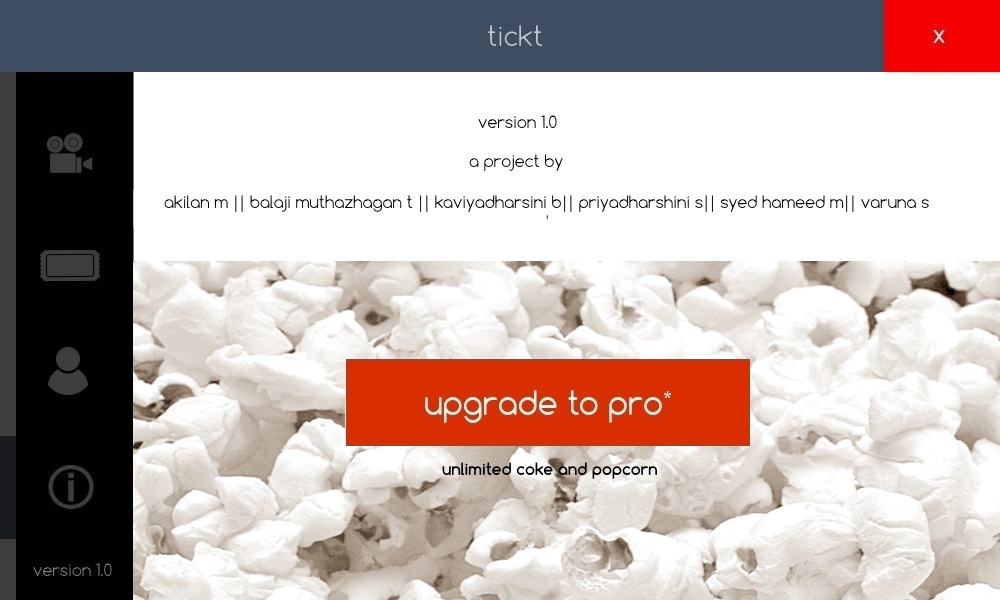 tickt
x
version 1.0
a project by
akilan m || balaji muthazhagan t || kaviyadharsini b|| priyadharshini s|| syed hameed m|| varuna s
upgrade to pro*
unlimited coke and popcorn
version 1.0